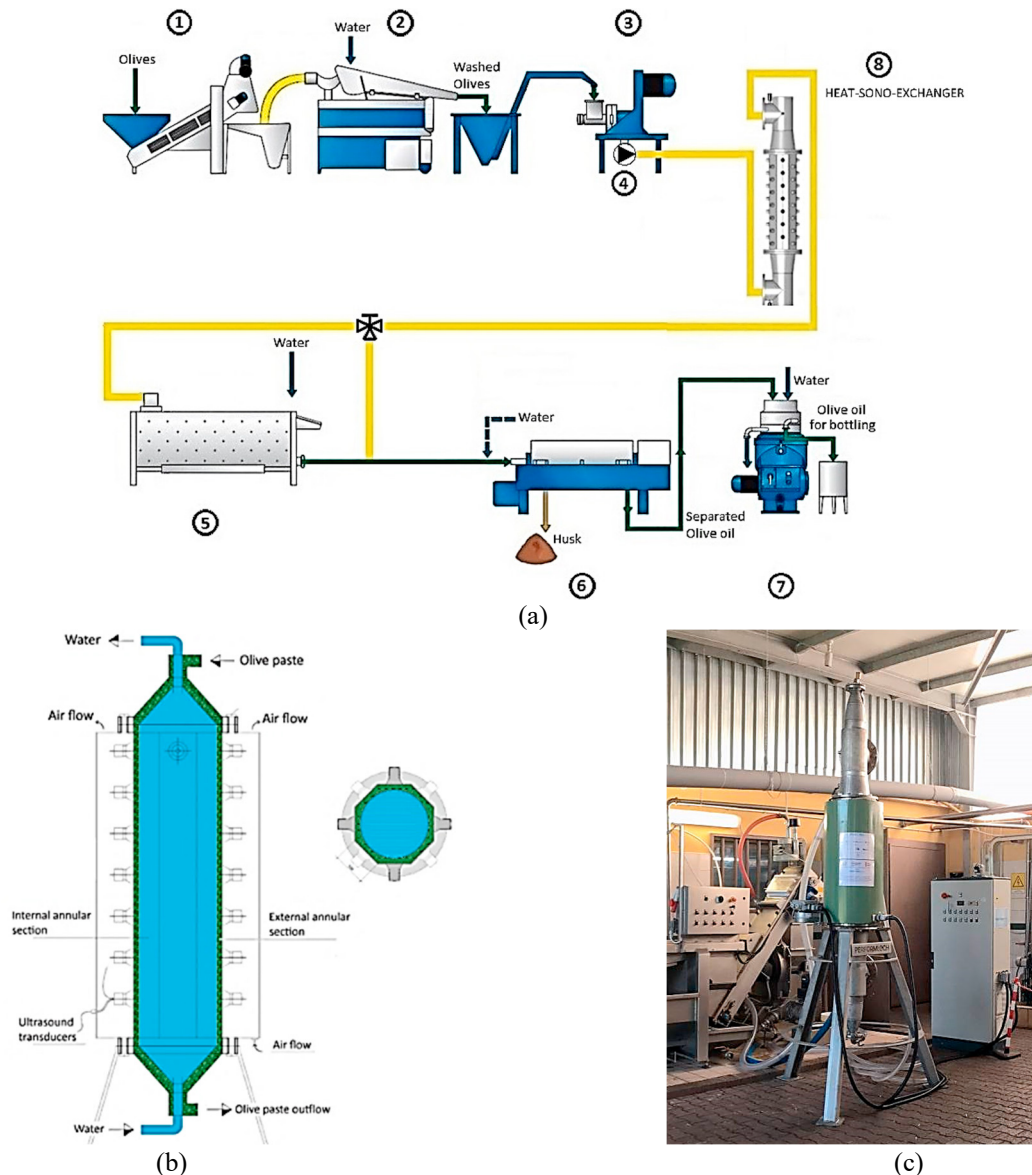 1
2
3
8
Olives
Water
Washed
Olives
HEAT-SONO-EXCHANGER
4
Water
Water
Water
Olive oil
for bottling
5
Husk
Separated
Olive oil
6
7
(a)
Water
Olive paste
Air flow
Air flow
Internal annular
section
External annular
section
Ultrasound
transducers
Air flow
Olive paste outflow
Water
(b)
(c)